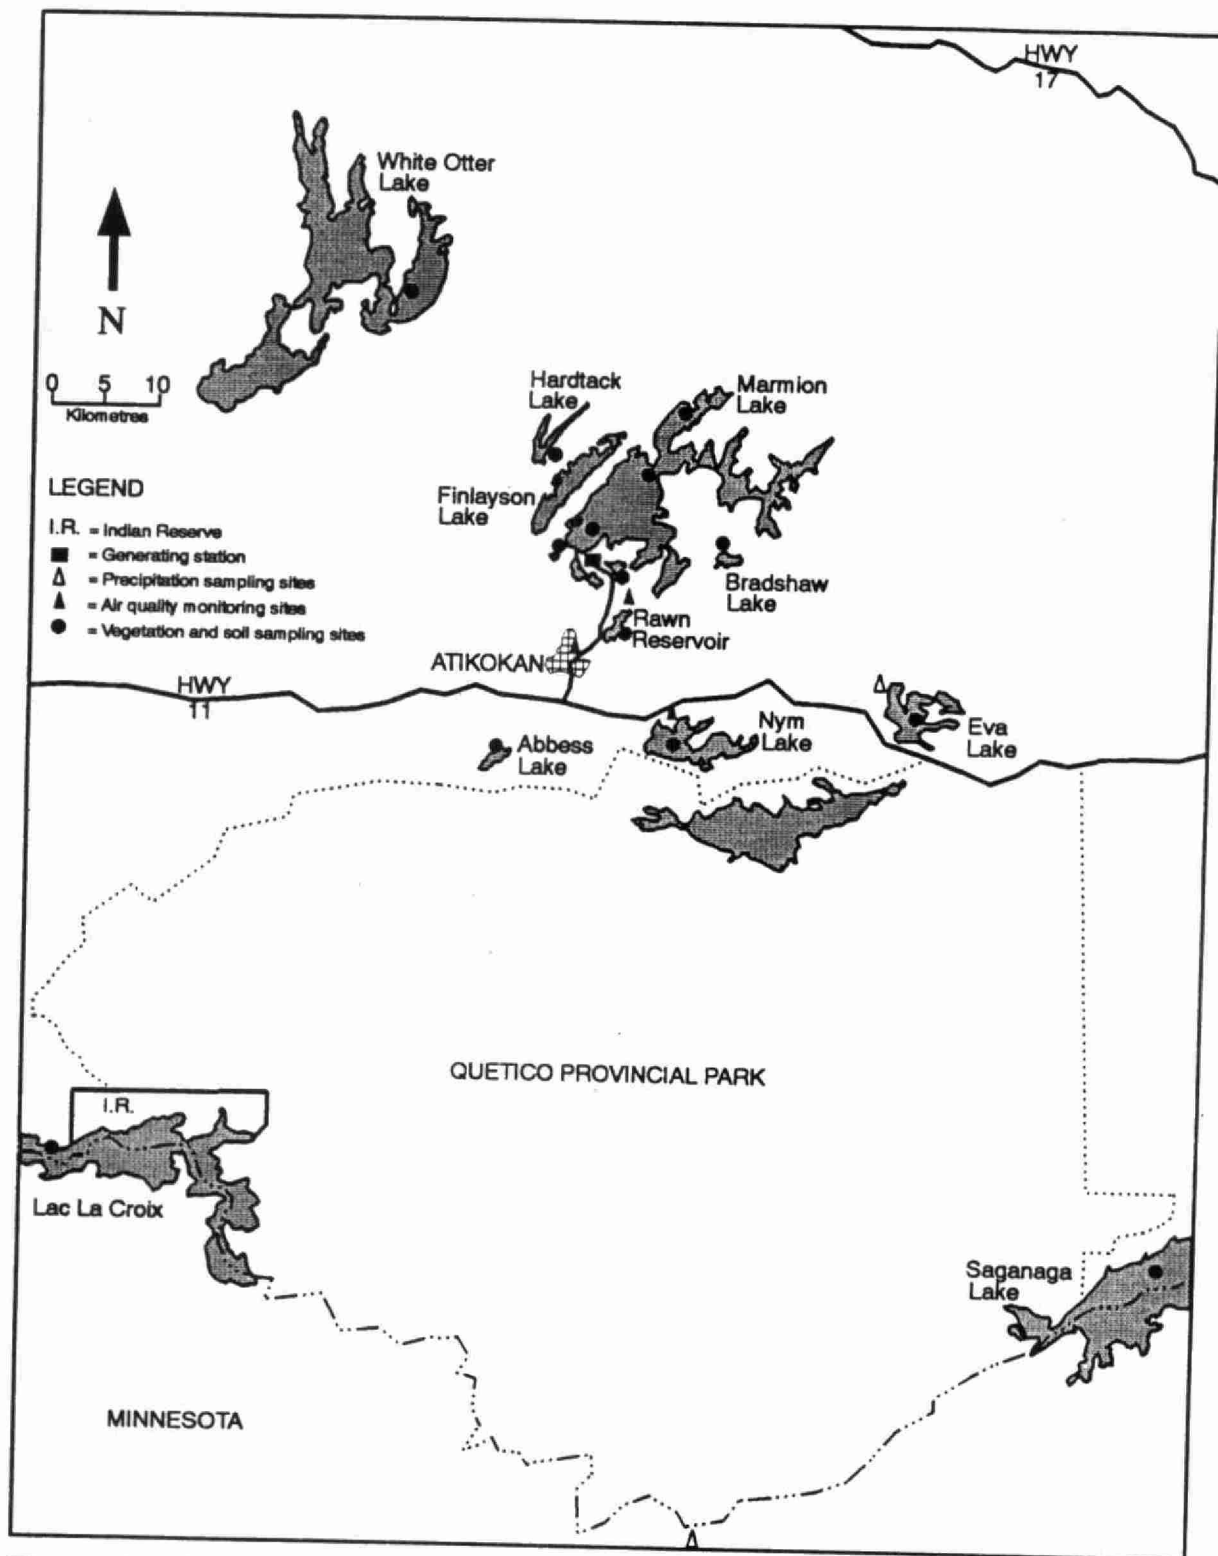 HWY
17
White Otter
Lake
N
0 5 10
Kilometres
Hardtack
Lake
Marmion
Lake
LEGEND
I.R. = Indian Reserve
= Generating station
= Precipitation sampling sites
= Air quality monitoring sites
= Vegetation and soil sampling sites
Finlayson
Lake
Bradshaw
Lake
Rawn
Reservoir
ATIKOKAN
HWY
11
Abbess
Lake
Nym
Lake
Eva
Lake
QUETICO PROVINCIAL PARK
I.R.
Lac La Croix
Saganaga
Lake
MINNESOTA